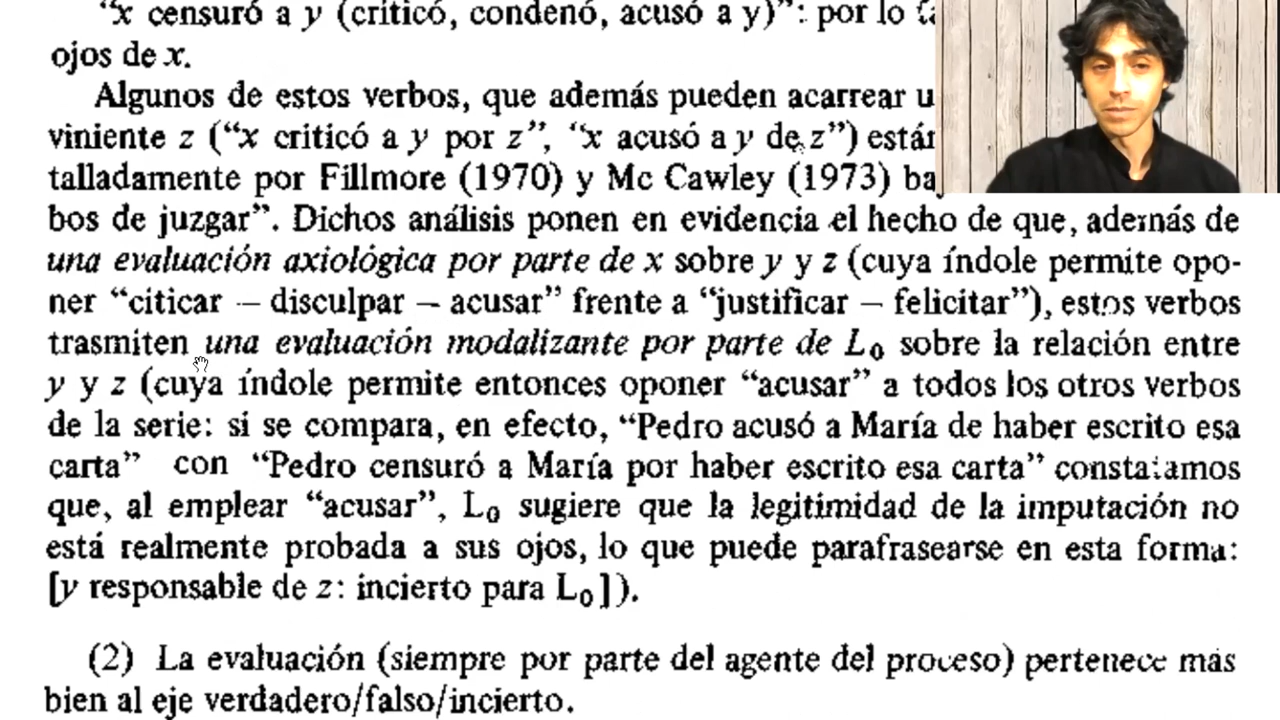 “x censuró a y (criticó, condenó, acusó a y)”: por lo
ojos de x.
Algunos de estos verbos, que además pueden acarrear
viniente z (“x criticó a y por z”, “x acusó a y de z”)
talladamente por Fillmore (1970) y Mc Cawley (1973)
bos de juzgar”. Dichos análisis ponen en evidencia el hecho de que, además de
una evaluación axiológica por parte de x sobre y y z (cuya índole permite opo-
ner “citicar — disculpar — acusar” frente a “justificar — felicitar”), estos verbos
trasmiten una evaluación modalizante por parte de L₀ sobre la relación entre
y y z (cuya índole permite entonces oponer “acusar” a todos los otros verbos
de la serie: si se compara, en efecto, “Pedro acusó a María de haber escrito esa
carta” con “Pedro censuró a María por haber escrito esa carta” constatamos
que, al emplear “acusar”, L₀ sugiere que la legitimidad de la imputación no
está realmente probada a sus ojos, lo que puede parafrasearse en esta forma:
[y responsable de z: incierto para L₀]).
(2) La evaluación (siempre por parte del agente del proceso) pertenece más
bien al eje verdadero/falso/incierto.